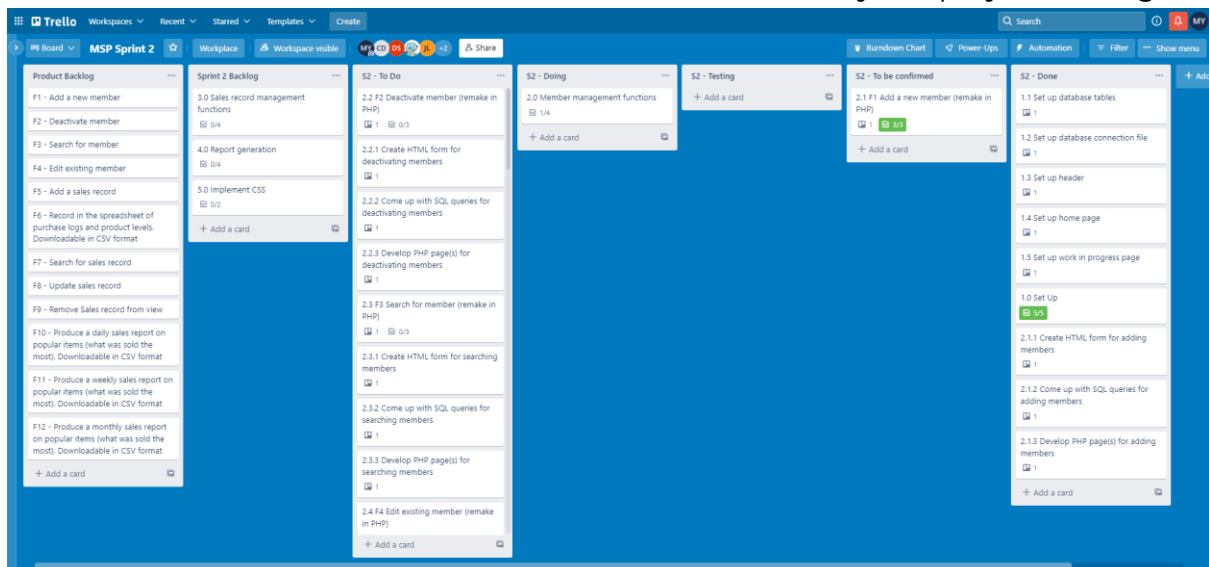 Trello Workspaces Recent Starred Templates Create Search MY
Board MSP Sprint 2 Workplace Workspace visible MY CD DS JL +2 Share Burndown Chart Power-Ups Automation Filter ··· Show menu
Product Backlog ···
F1 - Add a new member
F2 - Deactivate member
F3 - Search for member
F4 - Edit existing member
F5 - Add a sales record
F6 - Record in the spreadsheet of
purchase logs and product levels.
Downloadable in CSV format
F7 - Search for sales record
F8 - Update sales record
F9 - Remove Sales record from view
F10 - Produce a daily sales report on
popular items (what was sold the
most). Downloadable in CSV format
F11 - Produce a weekly sales report on
popular items (what was sold the
most). Downloadable in CSV format
F12 - Produce a monthly sales report
on popular items (what was sold the
most). Downloadable in CSV format
+ Add a card
Sprint 2 Backlog ···
3.0 Sales record management
functions
0/4
4.0 Report generation
0/4
5.0 Implement CSS
0/2
+ Add a card
S2 - To Do ···
2.2 F2 Deactivate member (remake in
PHP)
1 0/3
2.2.1 Create HTML form for
deactivating members
1
2.2.2 Come up with SQL queries for
deactivating members
1
2.2.3 Develop PHP page(s) for
deactivating members
1
2.3 F3 Search for member (remake in
PHP)
1 0/3
2.3.1 Create HTML form for searching
members
1
2.3.2 Come up with SQL queries for
searching members
1
2.3.3 Develop PHP page(s) for
searching members
1
2.4 F4 Edit existing member (remake
in PHP)
+ Add a card
S2 - Doing ···
2.0 Member management functions
1/4
+ Add a card
S2 - Testing ···
+ Add a card
S2 - To be confirmed ···
2.1 F1 Add a new member (remake in
PHP)
1 3/3
+ Add a card
S2 - Done ···
1.1 Set up database tables
1
1.2 Set up database connection file
1
1.3 Set up header
1
1.4 Set up home page
1
1.5 Set up work in progress page
1
1.0 Set Up
5/5
2.1.1 Create HTML form for adding
members
1
2.1.2 Come up with SQL queries for
adding members
1
2.1.3 Develop PHP page(s) for adding
members
1
+ Add a card
+ Add